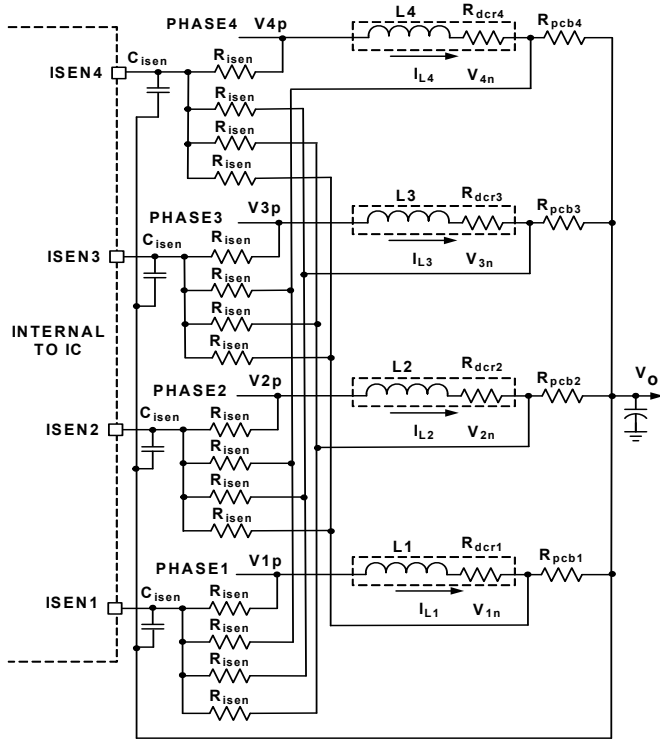 PHASE4 V4p L4 Rdcr4 Rpcb4
ISEN4 Cisen Risen IL4 V4n
Risen
Risen
Risen
PHASE3 V3p L3 Rdcr3 Rpcb3
ISEN3 Cisen Risen IL3 V3n
Risen
Risen
Risen
INTERNAL
TO IC
PHASE2 V2p L2 Rdcr2 Rpcb2 Vo
ISEN2 Cisen Risen IL2 V2n
Risen
Risen
Risen
PHASE1 V1p L1 Rdcr1 Rpcb1
ISEN1 Cisen Risen IL1 V1n
Risen
Risen
Risen